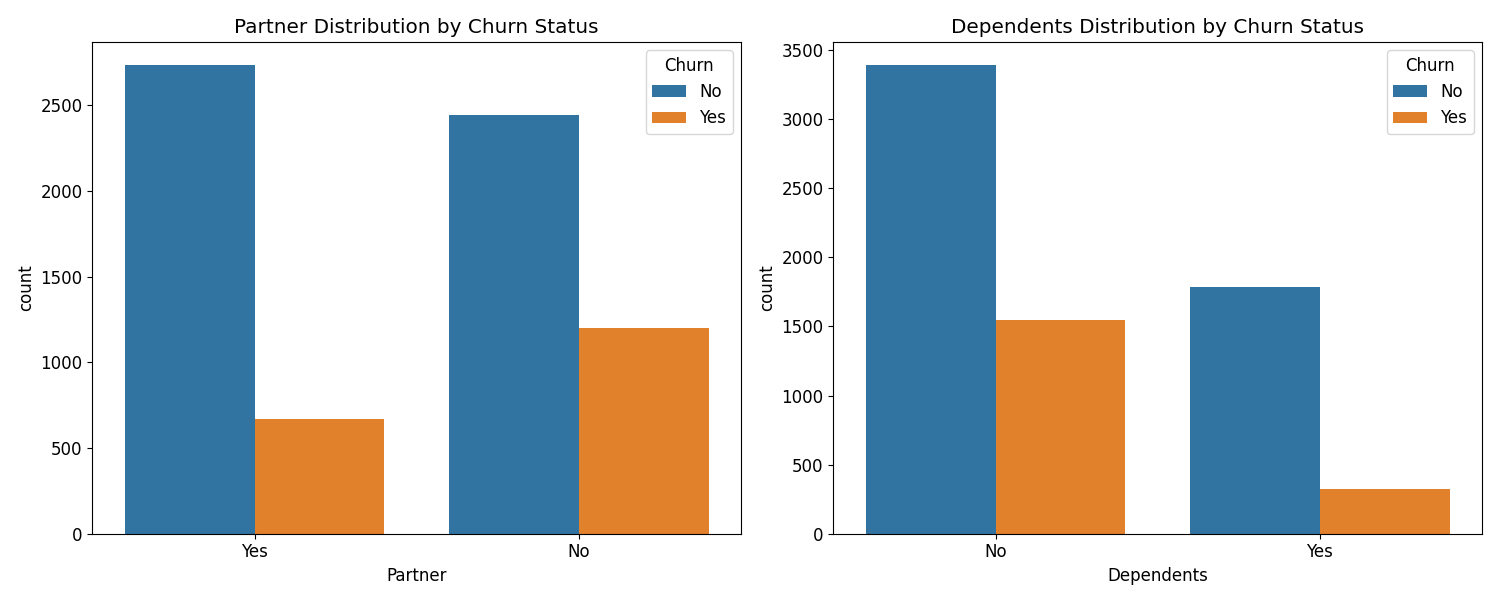 Partner Distribution by Churn Status
count
2500
2000
1500
1000
500
0
Yes
No
Partner
Churn
No
Yes
Dependents Distribution by Churn Status
count
3500
3000
2500
2000
1500
1000
500
0
No
Yes
Dependents
Churn
No
Yes